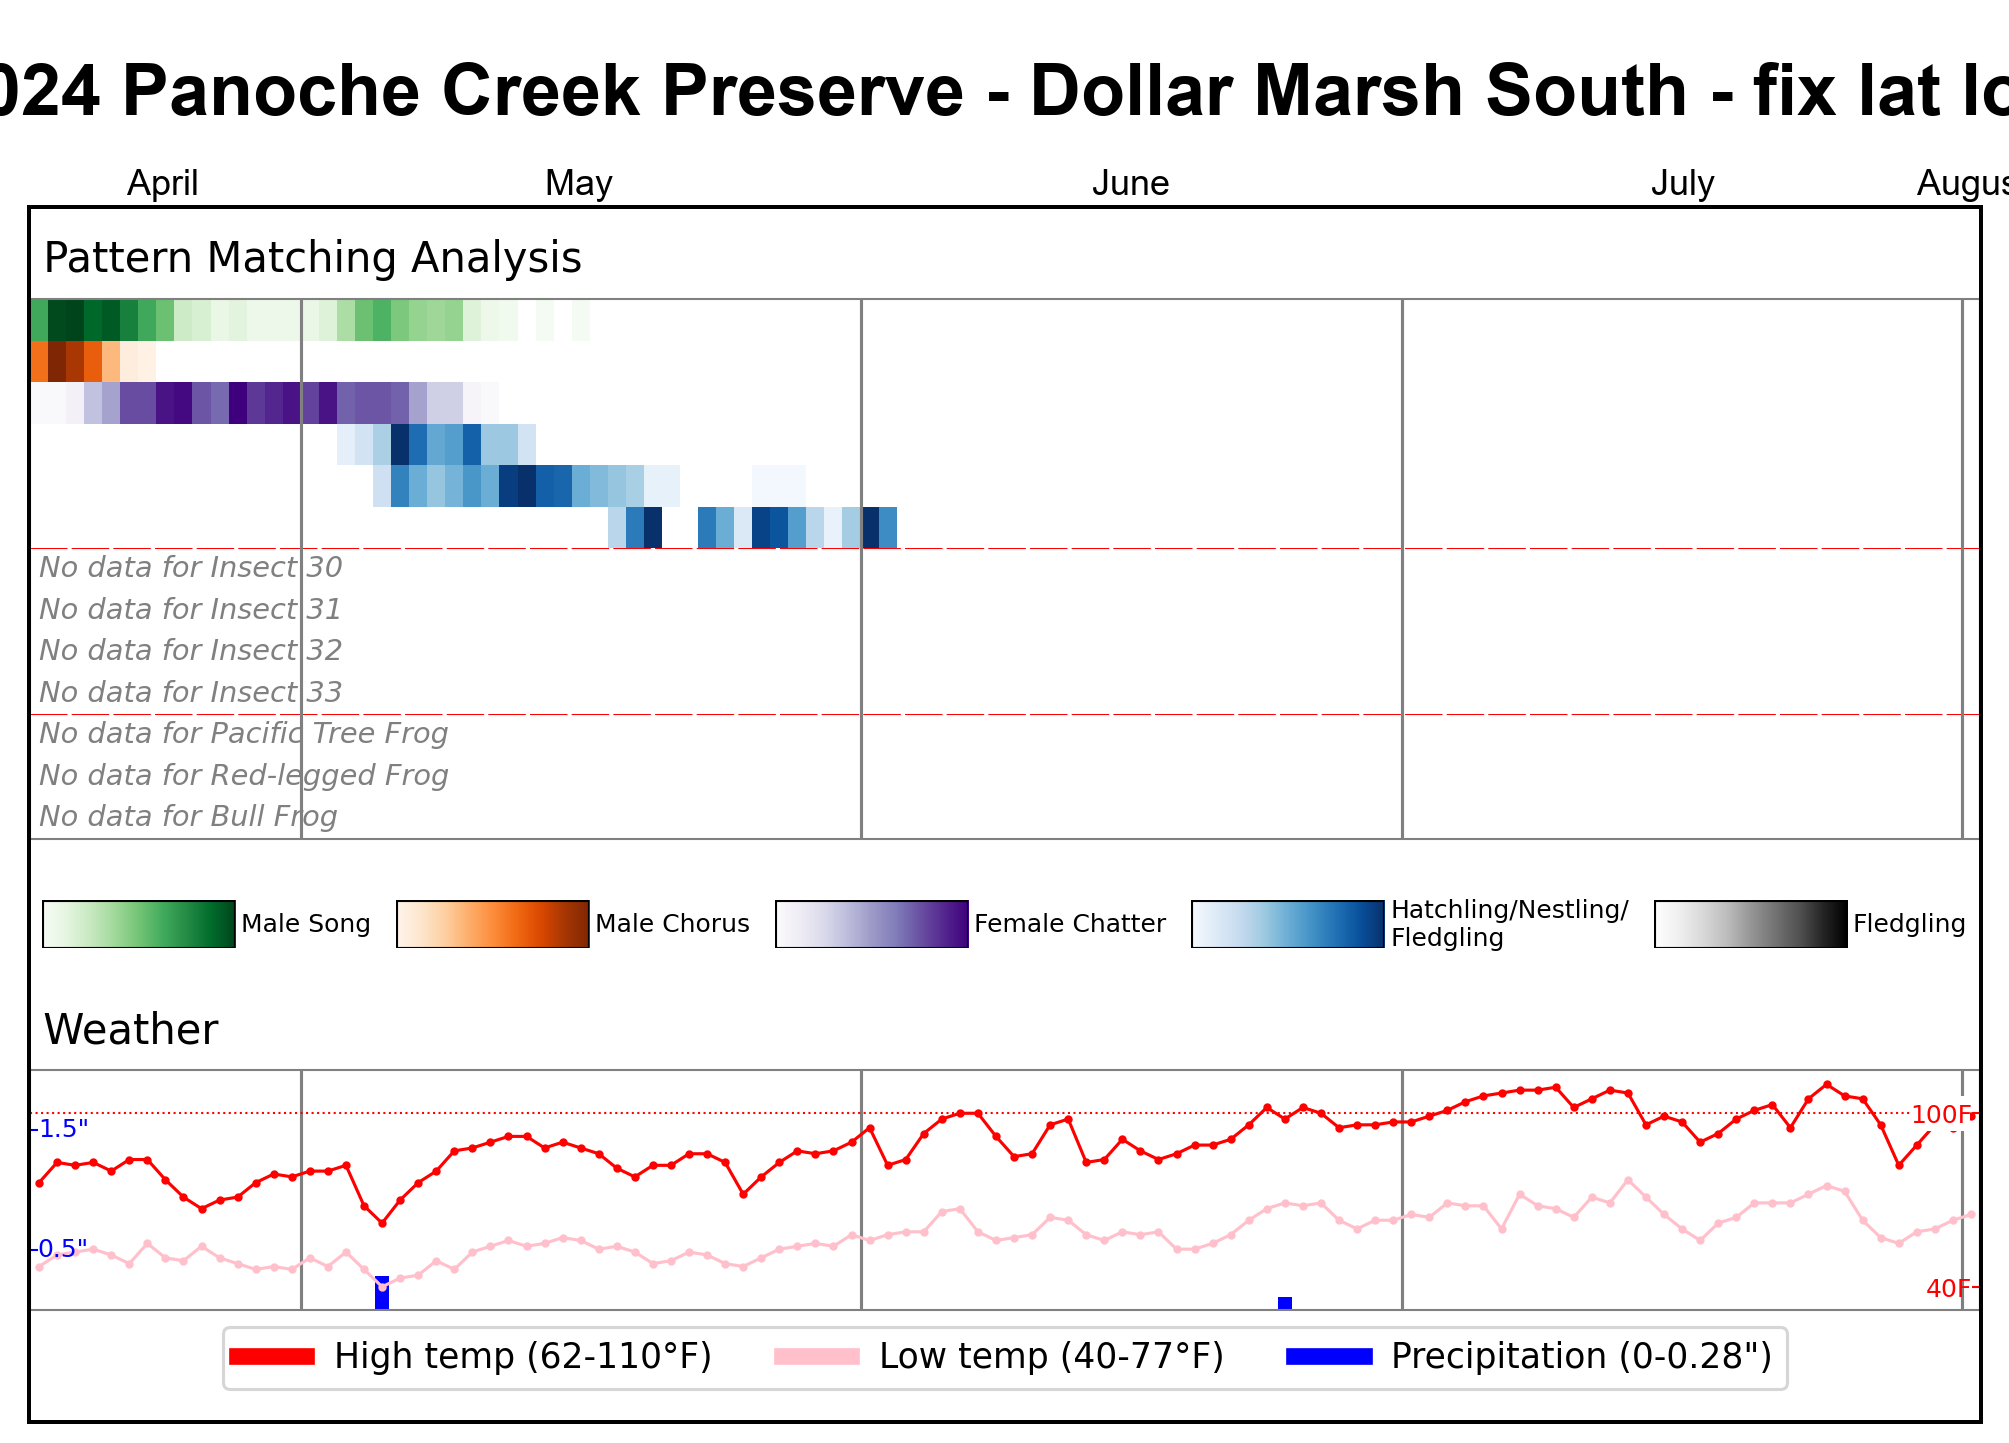 024 Panoche Creek Preserve - Dollar Marsh South - fix lat lo
April May June July Augus
Pattern Matching Analysis
No data for Insect 30
No data for Insect 31
No data for Insect 32
No data for Insect 33
No data for Pacific Tree Frog
No data for Red-legged Frog
No data for Bull Frog
Male Song Male Chorus Female Chatter Hatchling/Nestling/
Fledgling Fledgling
Weather
1.5" 100F
0.5" 40F
High temp (62-110°F) Low temp (40-77°F) Precipitation (0-0.28")